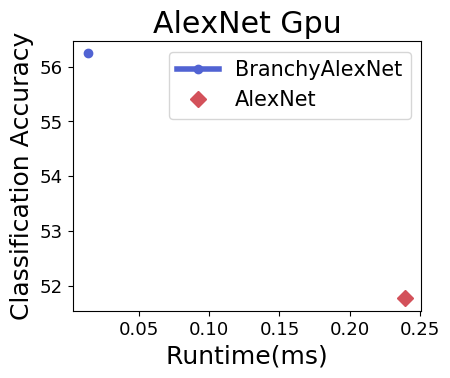 AlexNet Gpu
BranchyAlexNet
AlexNet
Classification Accuracy
56
55
54
53
52
0.05 0.10 0.15 0.20 0.25
Runtime(ms)